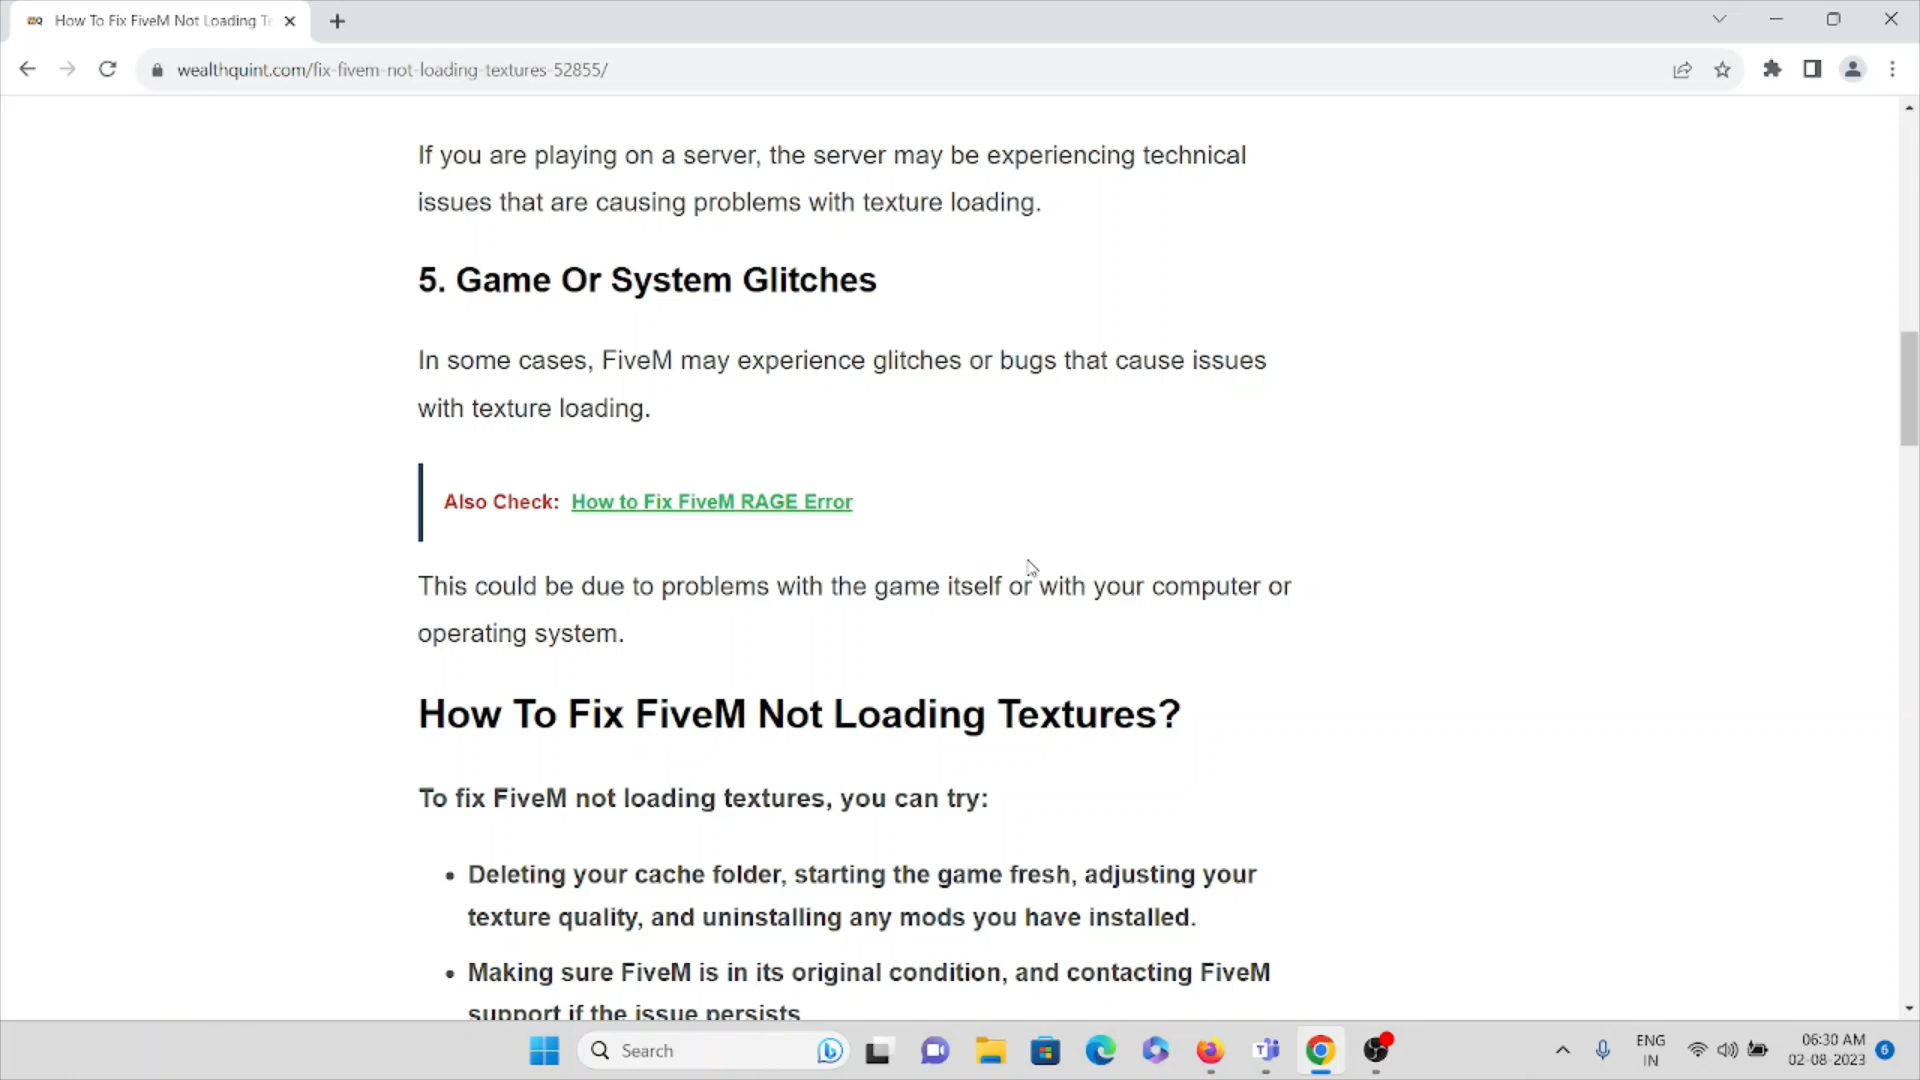 How To Fix FiveM Not Loading Te
wealthquint.com/fix-fivem-not-loading-textures-52855/
If you are playing on a server, the server may be experiencing technical
issues that are causing problems with texture loading.
5. Game Or System Glitches
In some cases, FiveM may experience glitches or bugs that cause issues
with texture loading.
Also Check: How to Fix FiveM RAGE Error
This could be due to problems with the game itself or with your computer or
operating system.
How To Fix FiveM Not Loading Textures?
To fix FiveM not loading textures, you can try:
• Deleting your cache folder, starting the game fresh, adjusting your
texture quality, and uninstalling any mods you have installed.
• Making sure FiveM is in its original condition, and contacting FiveM
support if the issue persists
Search
ENG
IN
06:30 AM
02-08-2023
6